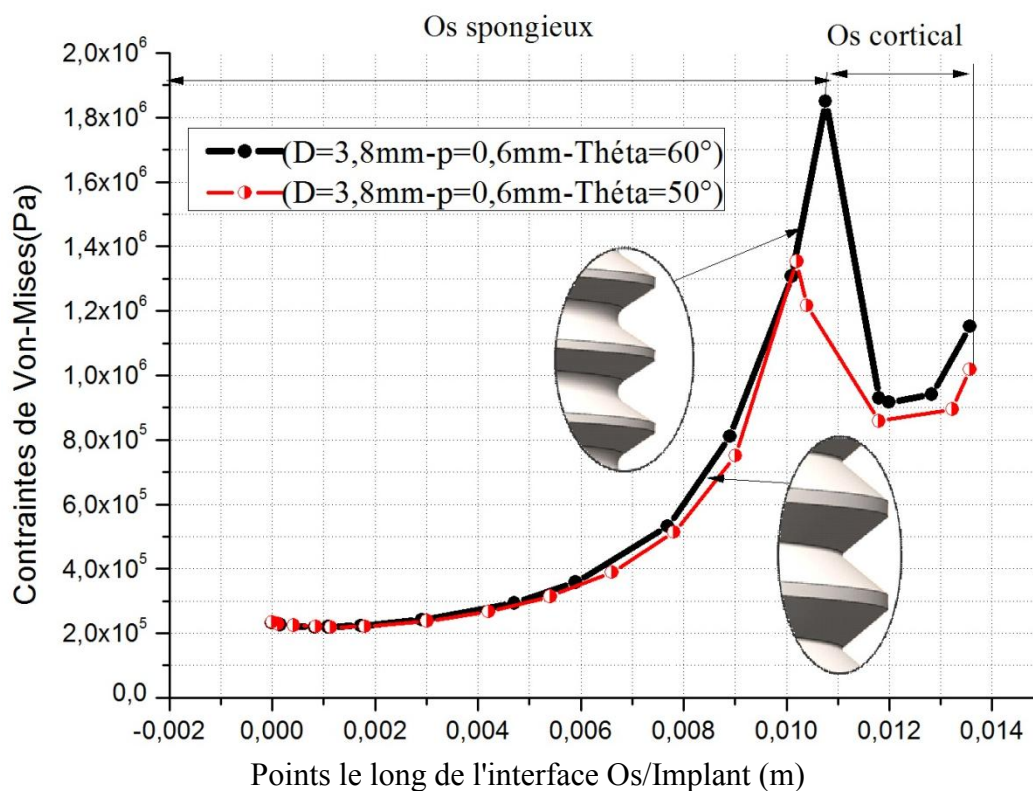 Os spongieux
Os cortical
Contraintes de Von-Mises(Pa)
2,0x10⁶
1,8x10⁶
1,6x10⁶
1,4x10⁶
1,2x10⁶
1,0x10⁶
8,0x10⁵
6,0x10⁵
4,0x10⁵
2,0x10⁵
0,0
(D=3,8mm-p=0,6mm-Théta=60°)
(D=3,8mm-p=0,6mm-Théta=50°)
-0,002 0,000 0,002 0,004 0,006 0,008 0,010 0,012 0,014
Points le long de l'interface Os/Implant (m)